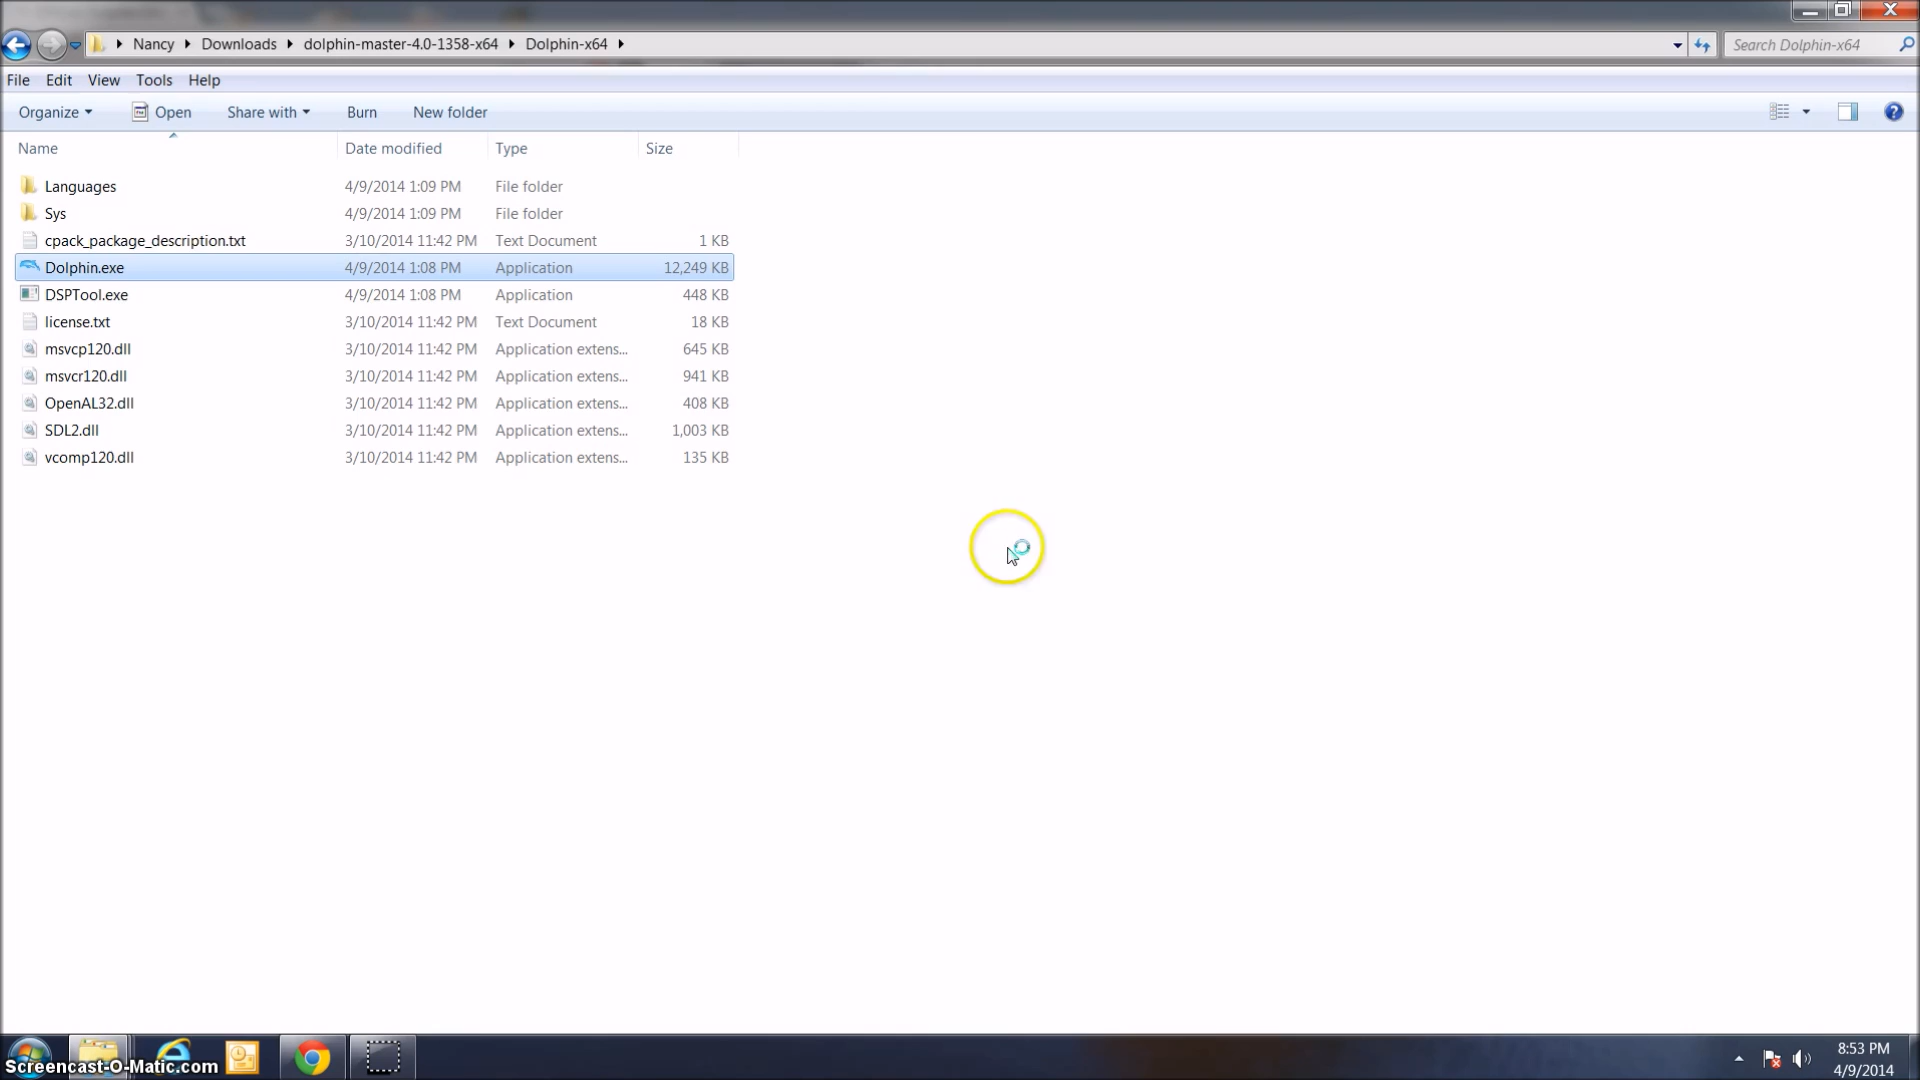 Nancy Downloads dolphin-master-4.0-1358-x64 Dolphin-x64 Search Dolphin-x64
File Edit View Tools Help
Organize Open Share with Burn New folder
Name Date modified Type Size
Languages 4/9/2014 1:09 PM File folder
Sys 4/9/2014 1:09 PM File folder
cpack_package_description.txt 3/10/2014 11:42 PM Text Document 1 KB
Dolphin.exe 4/9/2014 1:08 PM Application 12,249 KB
DSPTool.exe 4/9/2014 1:08 PM Application 448 KB
license.txt 3/10/2014 11:42 PM Text Document 18 KB
msvcp120.dll 3/10/2014 11:42 PM Application extens... 645 KB
msvcr120.dll 3/10/2014 11:42 PM Application extens... 941 KB
OpenAL32.dll 3/10/2014 11:42 PM Application extens... 408 KB
SDL2.dll 3/10/2014 11:42 PM Application extens... 1,003 KB
vcomp120.dll 3/10/2014 11:42 PM Application extens... 135 KB
8:53 PM
Screencast-O-Matic.com 4/9/2014